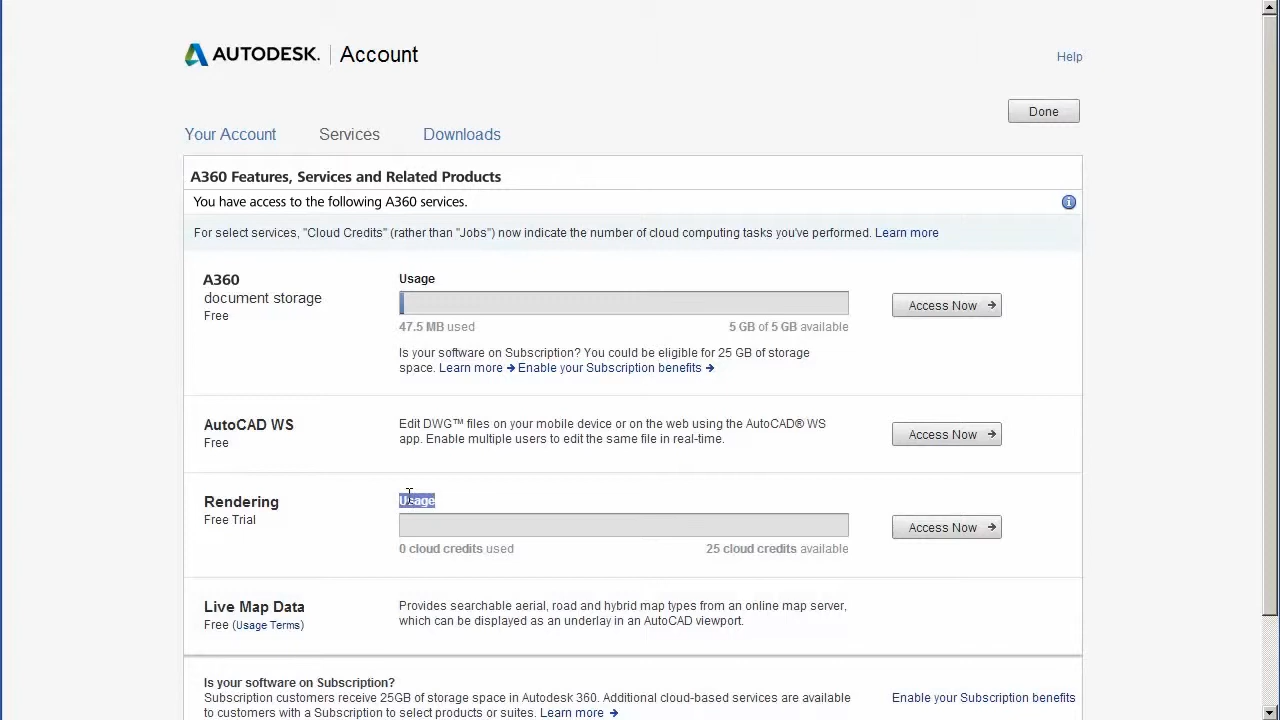 AUTODESK. Account
Help
Done
Your Account Services Downloads
A360 Features, Services and Related Products
You have access to the following A360 services.
For select services, "Cloud Credits" (rather than "Jobs") now indicate the number of cloud computing tasks you've performed. Learn more
A360
document storage
Free
Usage
47.5 MB used 5 GB of 5 GB available
Is your software on Subscription? You could be eligible for 25 GB of storage
space. Learn more Enable your Subscription benefits
Access Now
AutoCAD WS
Free
Edit DWG™ files on your mobile device or on the web using the AutoCAD® WS
app. Enable multiple users to edit the same file in real-time.
Access Now
Rendering
Free Trial
Usage
0 cloud credits used 25 cloud credits available
Access Now
Live Map Data
Free (Usage Terms)
Provides searchable aerial, road and hybrid map types from an online map server,
which can be displayed as an underlay in an AutoCAD viewport.
Is your software on Subscription?
Subscription customers receive 25GB of storage space in Autodesk 360. Additional cloud-based services are available
to customers with a Subscription to select products or suites. Learn more
Enable your Subscription benefits